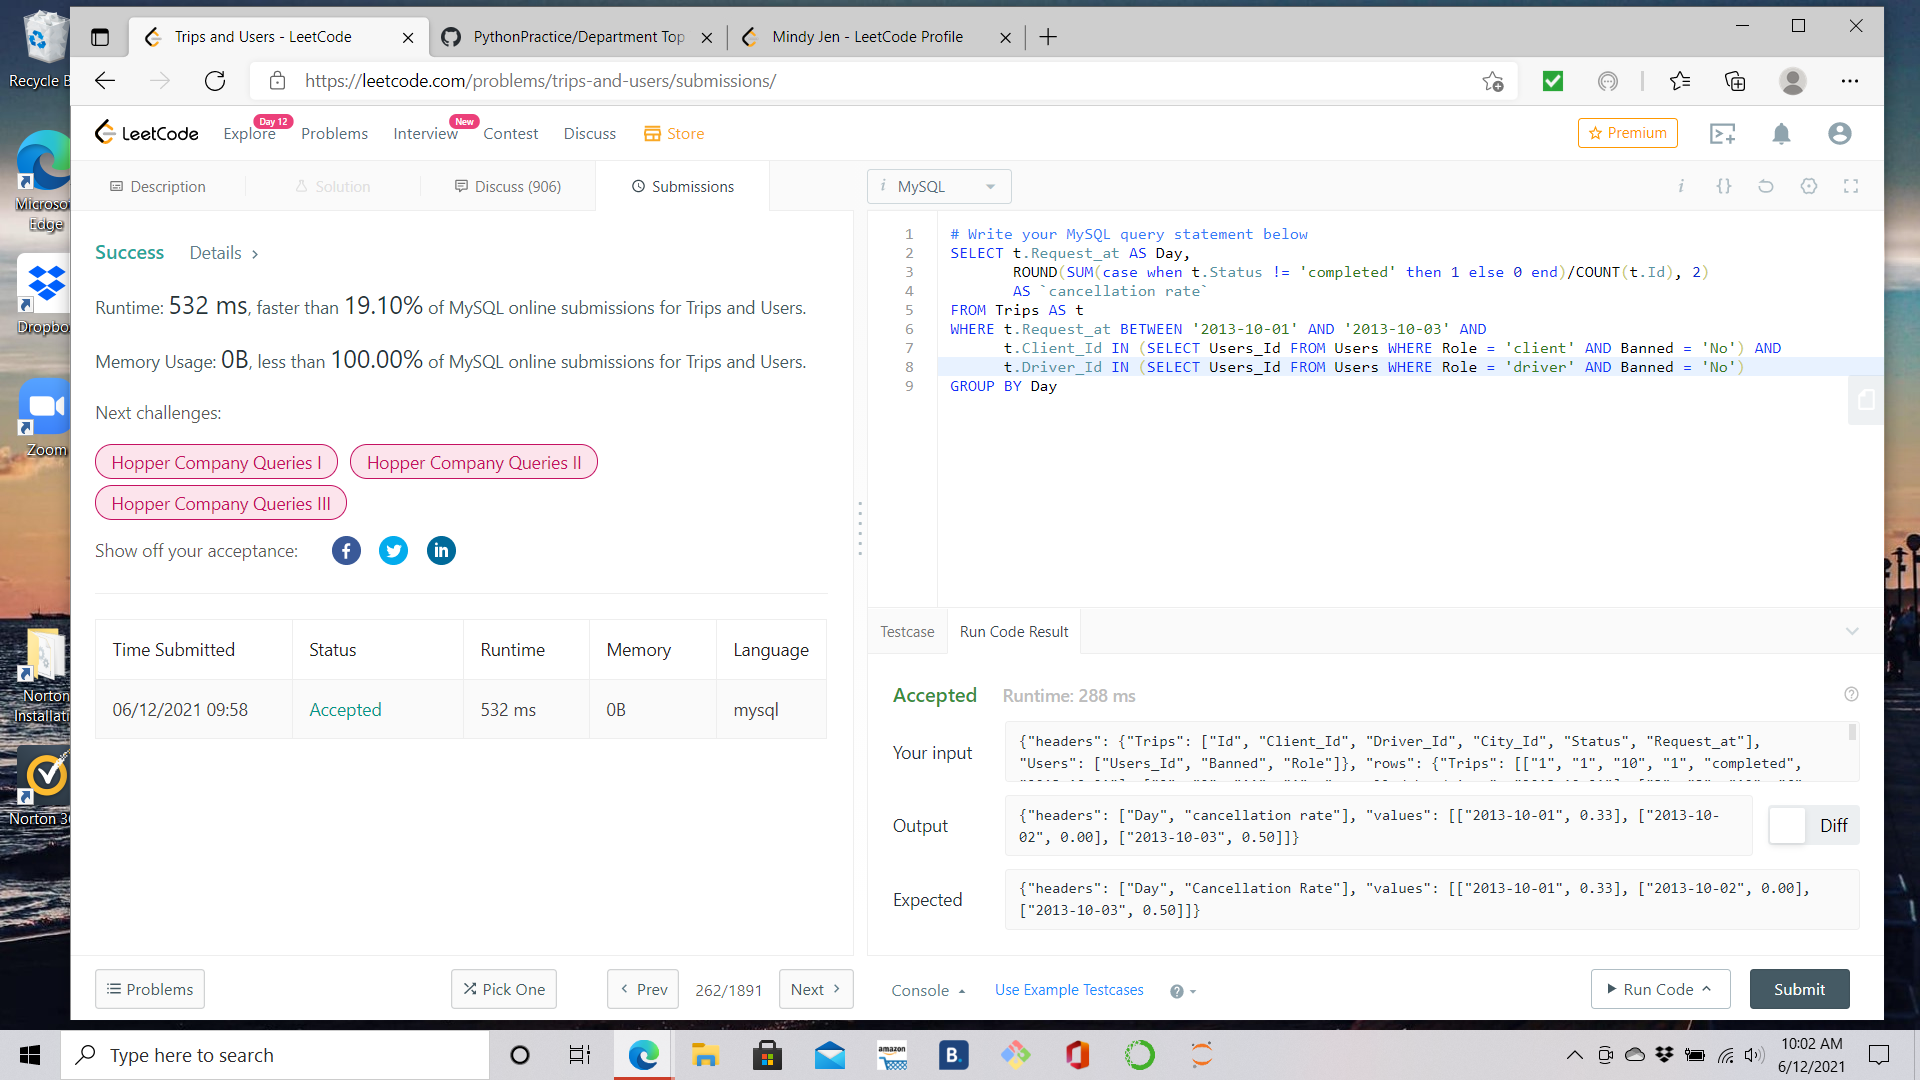 Recycle B
Microso
Edge
Dropbo
Zoom
Norton
Installati
Norton 3
Trips and Users - LeetCode
PythonPractice/Department Top
Mindy Jen - LeetCode Profile
https://leetcode.com/problems/trips-and-users/submissions/
LeetCode
Explore
Day 12
Problems
Interview
New
Contest
Discuss
Store
Premium
Description
Solution
Discuss (906)
Submissions
Success
Details
Runtime: 532 ms, faster than 19.10% of MySQL online submissions for Trips and Users.
Memory Usage: 0B, less than 100.00% of MySQL online submissions for Trips and Users.
Next challenges:
Hopper Company Queries I
Hopper Company Queries II
Hopper Company Queries III
Show off your acceptance:
Time Submitted Status Runtime Memory Language
06/12/2021 09:58 Accepted 532 ms 0B mysql
Problems
Pick One
Prev
262/1891
Next
i MySQL
1 # Write your MySQL query statement below
2 SELECT t.Request_at AS Day,
3 ROUND(SUM(case when t.Status != 'completed' then 1 else 0 end)/COUNT(t.Id), 2)
4 AS `cancellation rate`
5 FROM Trips AS t
6 WHERE t.Request_at BETWEEN '2013-10-01' AND '2013-10-03' AND
7 t.Client_Id IN (SELECT Users_Id FROM Users WHERE Role = 'client' AND Banned = 'No') AND
8 t.Driver_Id IN (SELECT Users_Id FROM Users WHERE Role = 'driver' AND Banned = 'No')
9 GROUP BY Day
Testcase
Run Code Result
Accepted
Runtime: 288 ms
Your input
{"headers": {"Trips": ["Id", "Client_Id", "Driver_Id", "City_Id", "Status", "Request_at"],
"Users": ["Users_Id", "Banned", "Role"]}, "rows": {"Trips": [["1", "1", "10", "1", "completed",
Output
{"headers": ["Day", "cancellation rate"], "values": [["2013-10-01", 0.33], ["2013-10-
02", 0.00], ["2013-10-03", 0.50]]}
Diff
Expected
{"headers": ["Day", "Cancellation Rate"], "values": [["2013-10-01", 0.33], ["2013-10-02", 0.00],
["2013-10-03", 0.50]]}
Console
Use Example Testcases
Run Code
Submit
Type here to search
amazon
B.
10:02 AM
6/12/2021